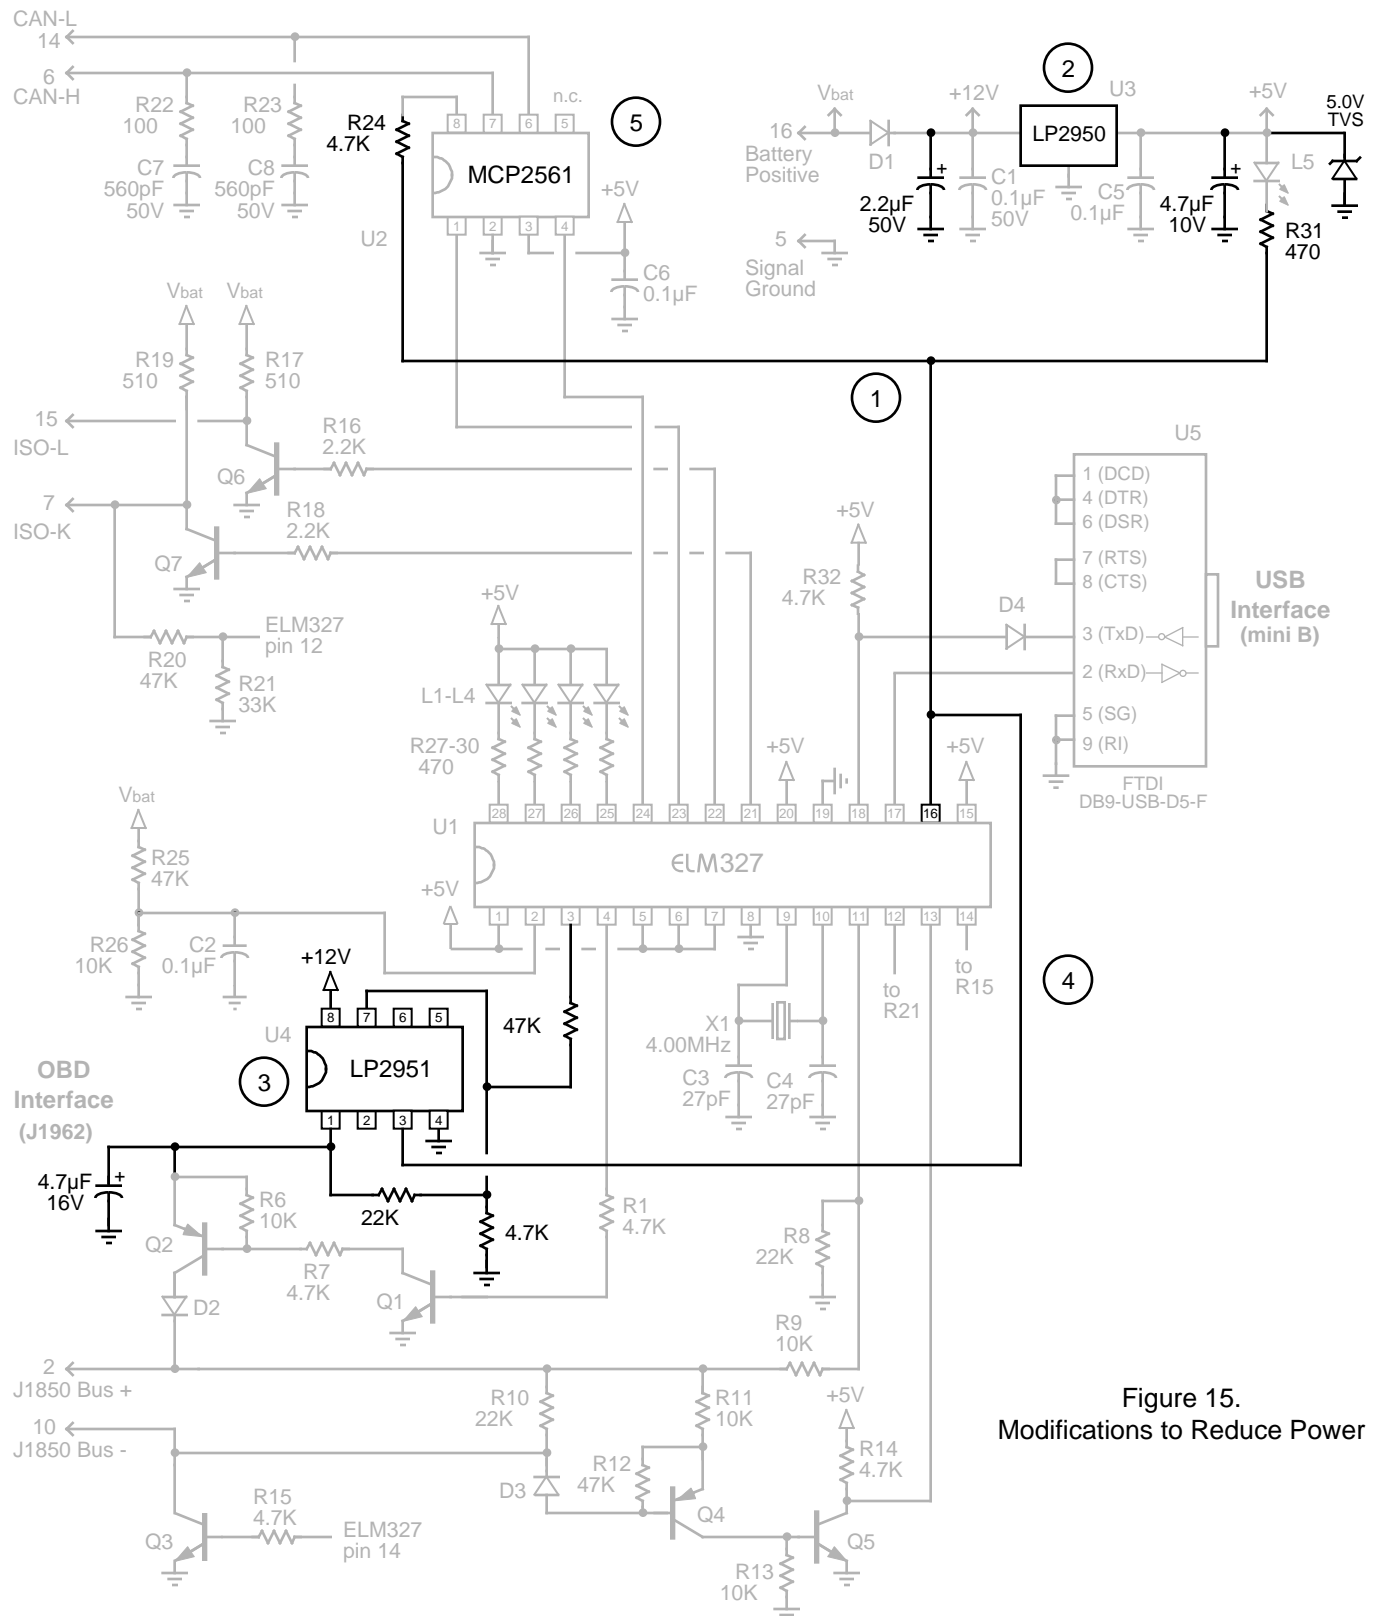 CAN-L
14
6
CAN-H
R22
100
R23
100
C7
560pF
50V
C8
560pF
50V
R24
4.7K
n.c.
8 7 6 5
MCP2561
1 2 3 4
U2
5
+5V
C6
0.1µF
2
Vbat
+12V
U3
+5V
5.0V
TVS
16
Battery
Positive
D1
LP2950
L5
2.2µF
50V
+
C1
0.1µF
50V
C5
0.1µF
4.7µF
10V
+
R31
470
5
Signal
Ground
Vbat
Vbat
R19
510
R17
510
1
15
ISO-L
R16
2.2K
Q6
7
ISO-K
R18
2.2K
Q7
R20
47K
ELM327
pin 12
R21
33K
+5V
R32
4.7K
D4
U5
1 (DCD)
4 (DTR)
6 (DSR)
7 (RTS)
8 (CTS)
3 (TxD)
2 (RxD)
5 (SG)
9 (RI)
USB
Interface
(mini B)
FTDI
DB9-USB-D5-F
+5V
L1-L4
R27-30
470
+5V
+5V
28 27 26 25 24 23 22 21 20 19 18 17 16 15
U1
ELM327
+5V
1 2 3 4 5 6 7 8 9 10 11 12 13 14
Vbat
R25
47K
R26
10K
C2
0.1µF
+12V
8 7 6 5
U4
LP2951
1 2 3 4
3
47K
X1
4.00MHz
C3
27pF
C4
27pF
to
R21
to
R15
4
OBD
Interface
(J1962)
4.7µF
16V
+
22K
4.7K
R6
10K
Q2
R7
4.7K
Q1
D2
R1
4.7K
R8
22K
R9
10K
2
J1850 Bus +
10
J1850 Bus -
R10
22K
R11
10K
R12
47K
D3
Q4
+5V
R14
4.7K
Q5
R13
10K
R15
4.7K
Q3
ELM327
pin 14
Figure 15.
Modifications to Reduce Power